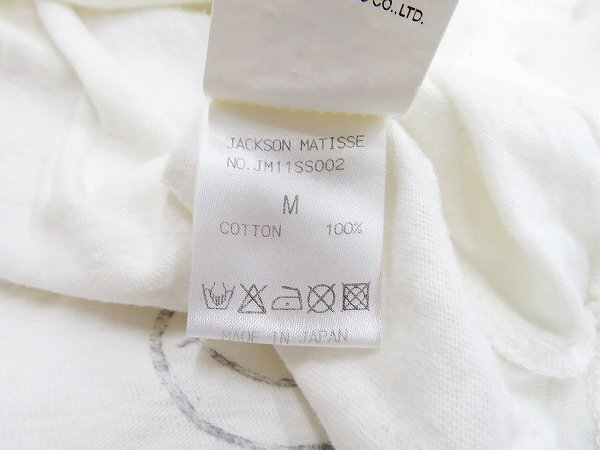 CO.,LTD.
JACKSON MATISSE
NO.JM11SS002
M
COTTON 100%
MADE IN JAPAN